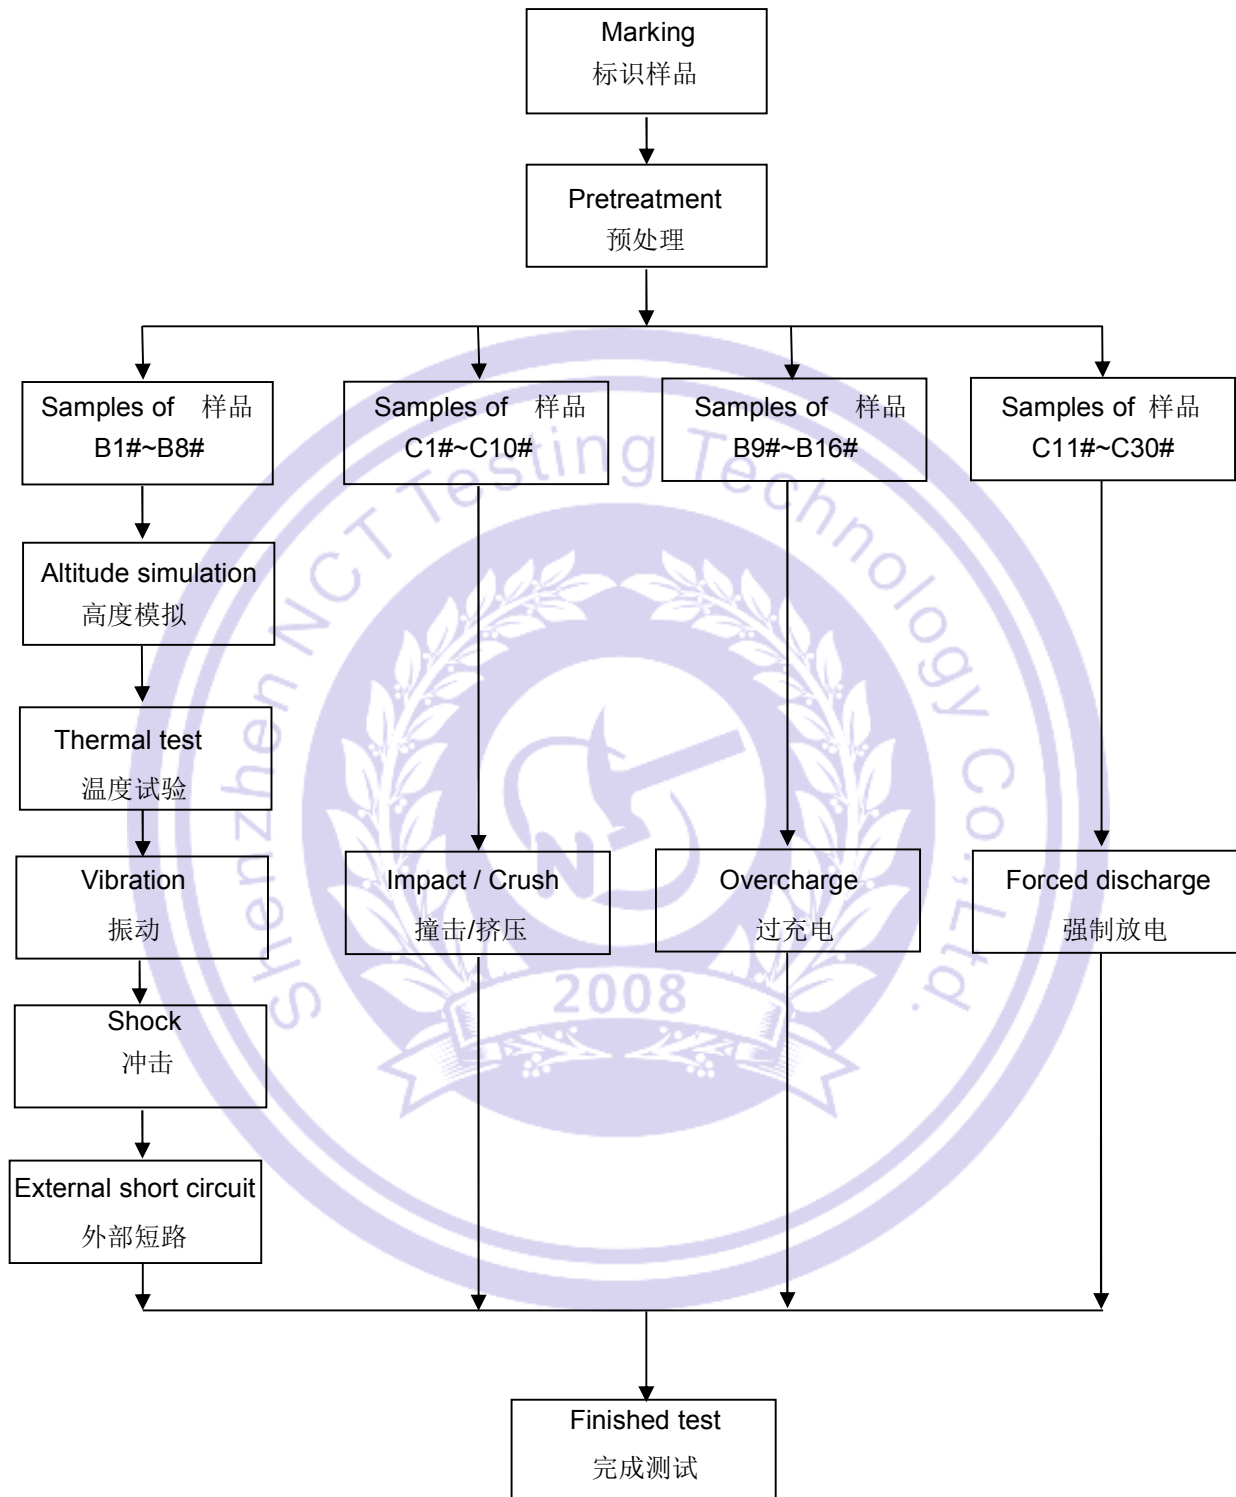 Marking
标识样品
Pretreatment
预处理
Samples of 样品
B1#~B8#
Samples of 样品
C1#~C10#
Samples of 样品
B9#~B16#
Samples of 样品
C11#~C30#
Altitude simulation
高度模拟
Thermal test
温度试验
Vibration
振动
Impact / Crush
撞击/挤压
Overcharge
过充电
Forced discharge
强制放电
Shock
冲击
External short circuit
外部短路
Finished test
完成测试
Shenzhen NCT Testing Technology Co.,Ltd.
N
2008